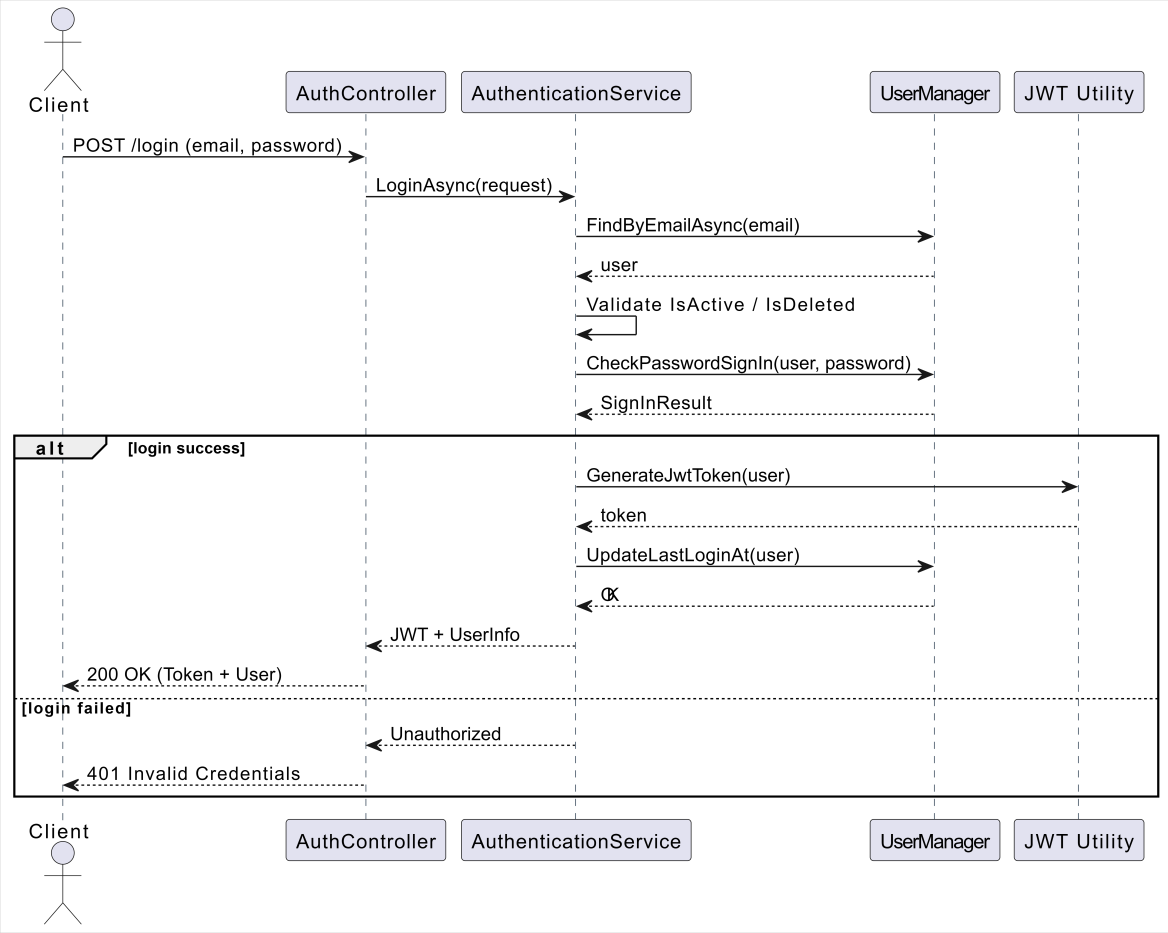 Client
AuthController
AuthenticationService
UserManager
JWT Utility
POST /login (email, password)
LoginAsync(request)
FindByEmailAsync(email)
user
Validate IsActive / IsDeleted
CheckPasswordSignIn(user, password)
SignInResult
alt
[login success]
GenerateJwtToken(user)
token
UpdateLastLoginAt(user)
OK
JWT + UserInfo
200 OK (Token + User)
[login failed]
Unauthorized
401 Invalid Credentials
Client
AuthController
AuthenticationService
UserManager
JWT Utility